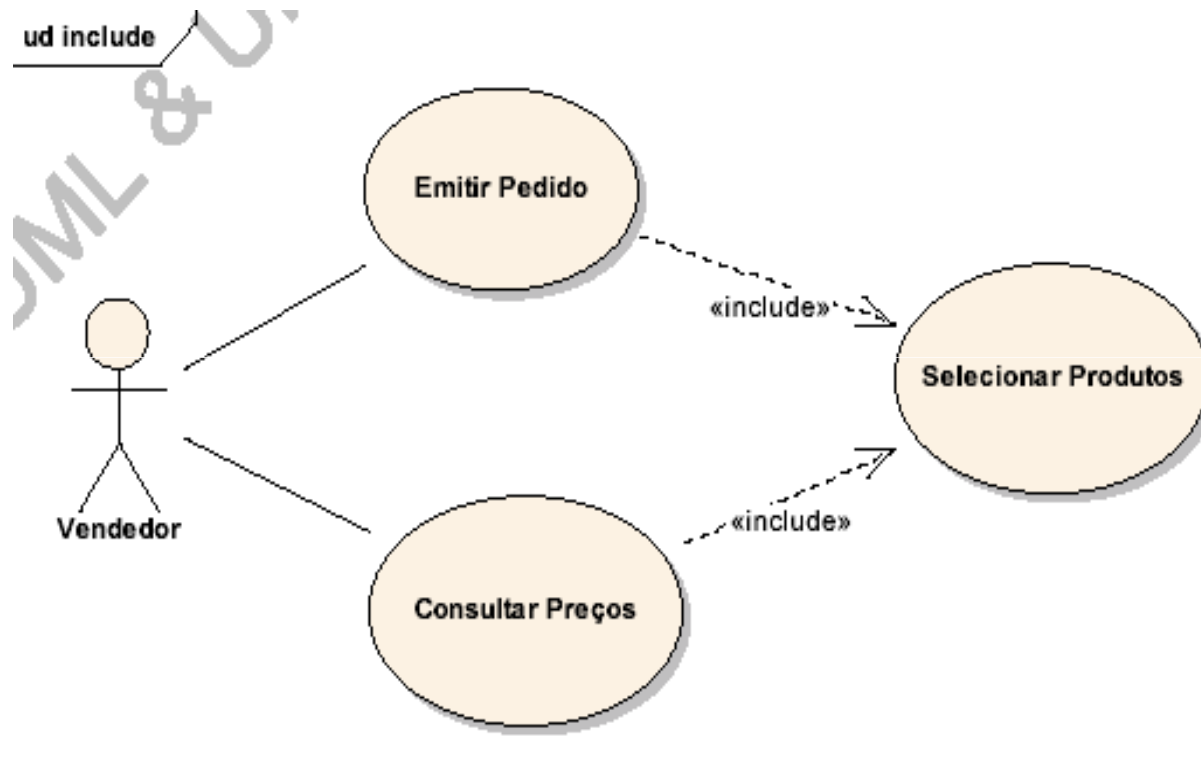 ud include
Emitir Pedido
«include»
Selecionar Produtos
Vendedor
«include»
Consultar Preços